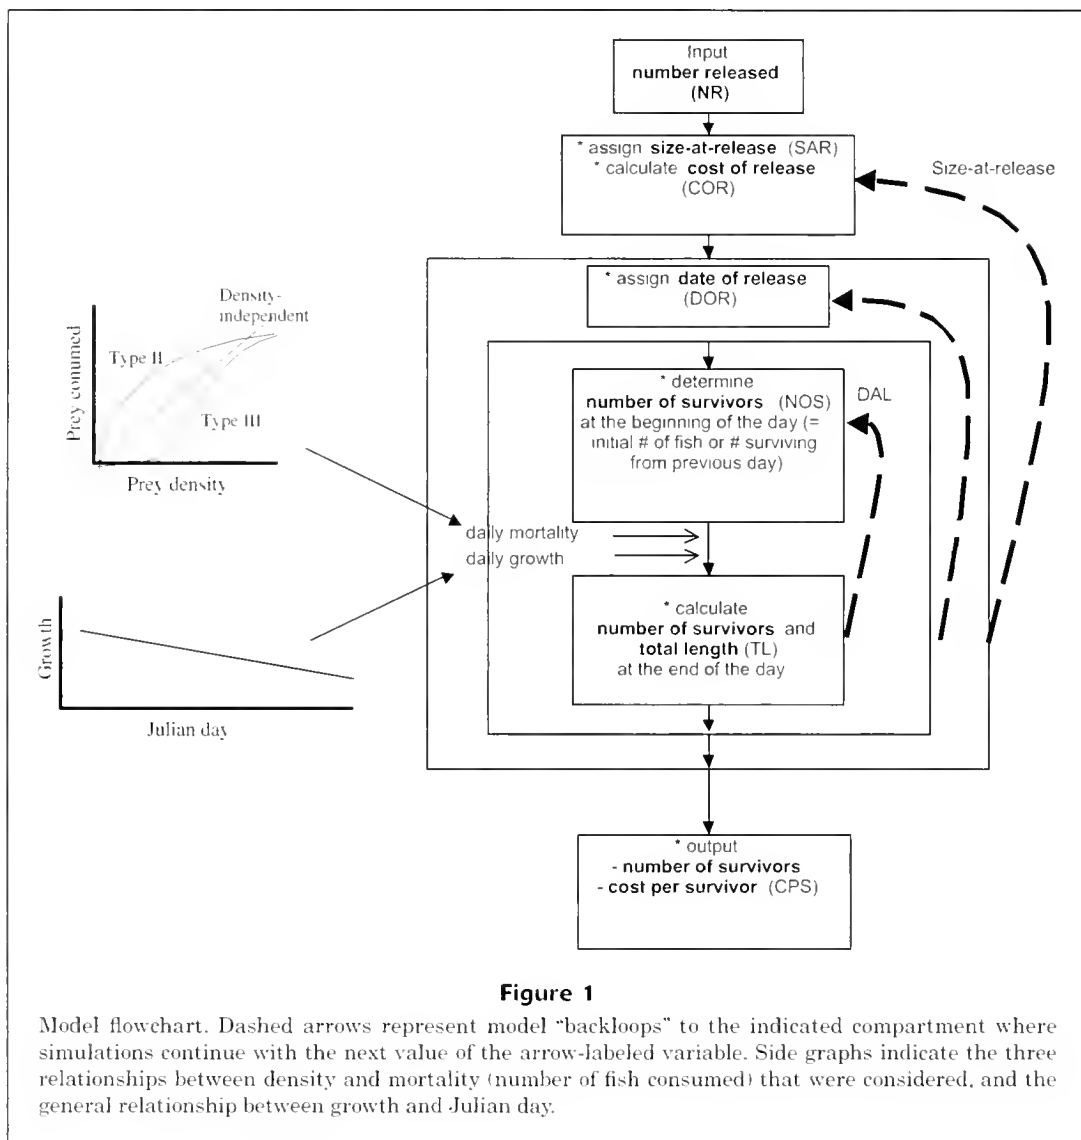 Input
number released
(NR)
* assign size-at-release (SAR)
* calculate cost of release
(COR)
Size-at-release
* assign date of release
(DOR)
Density-
independent
Type II
Type III
Prey conumed
Prey density
* determine
number of survivors (NOS)
at the beginning of the day (=
initial # of fish or # surviving
from previous day)
DAL
daily mortality
daily growth
* calculate
number of survivors and
total length (TL)
at the end of the day
Growth
Julian day
* output
- number of survivors
- cost per survivor (CPS)
Figure 1
Model flowchart. Dashed arrows represent model "backloops" to the indicated compartment where
simulations continue with the next value of the arrow-labeled variable. Side graphs indicate the three
relationships between density and mortality (number of fish consumed) that were considered, and the
general relationship between growth and Julian day.